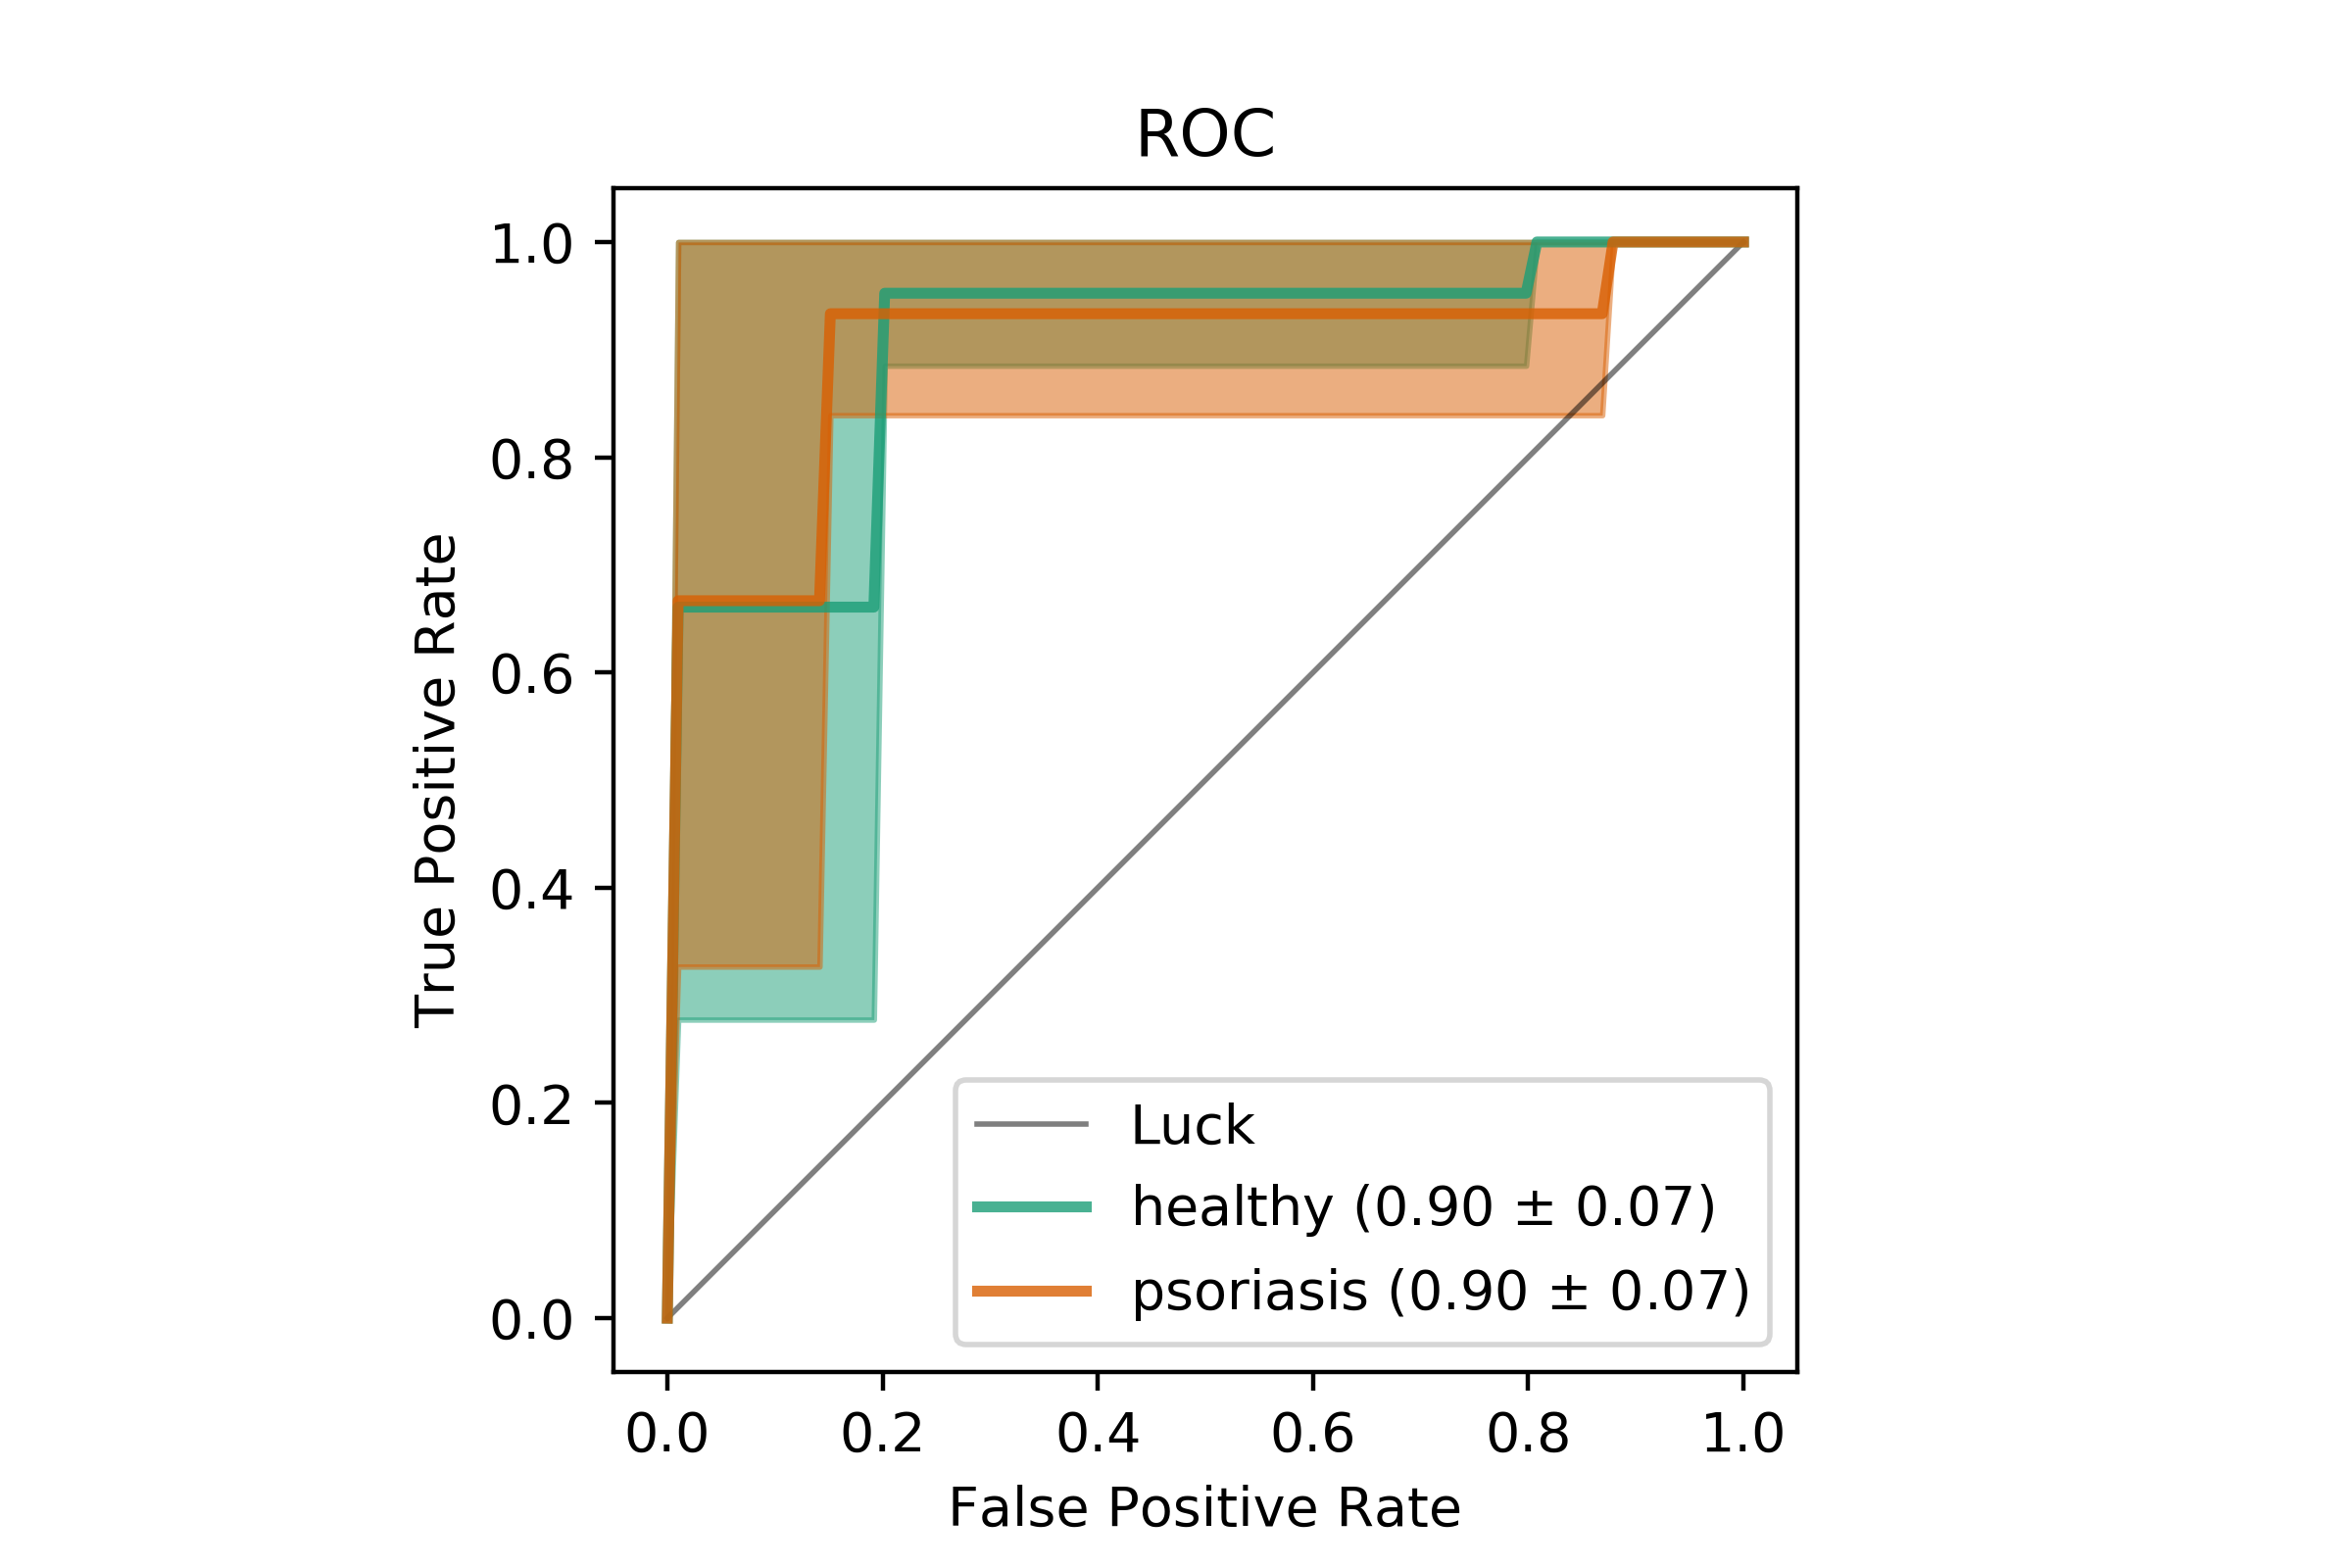 ROC
True Positive Rate
1.0
0.8
0.6
0.4
0.2
0.0
Luck
healthy (0.90 ± 0.07)
psoriasis (0.90 ± 0.07)
0.0 0.2 0.4 0.6 0.8 1.0
False Positive Rate